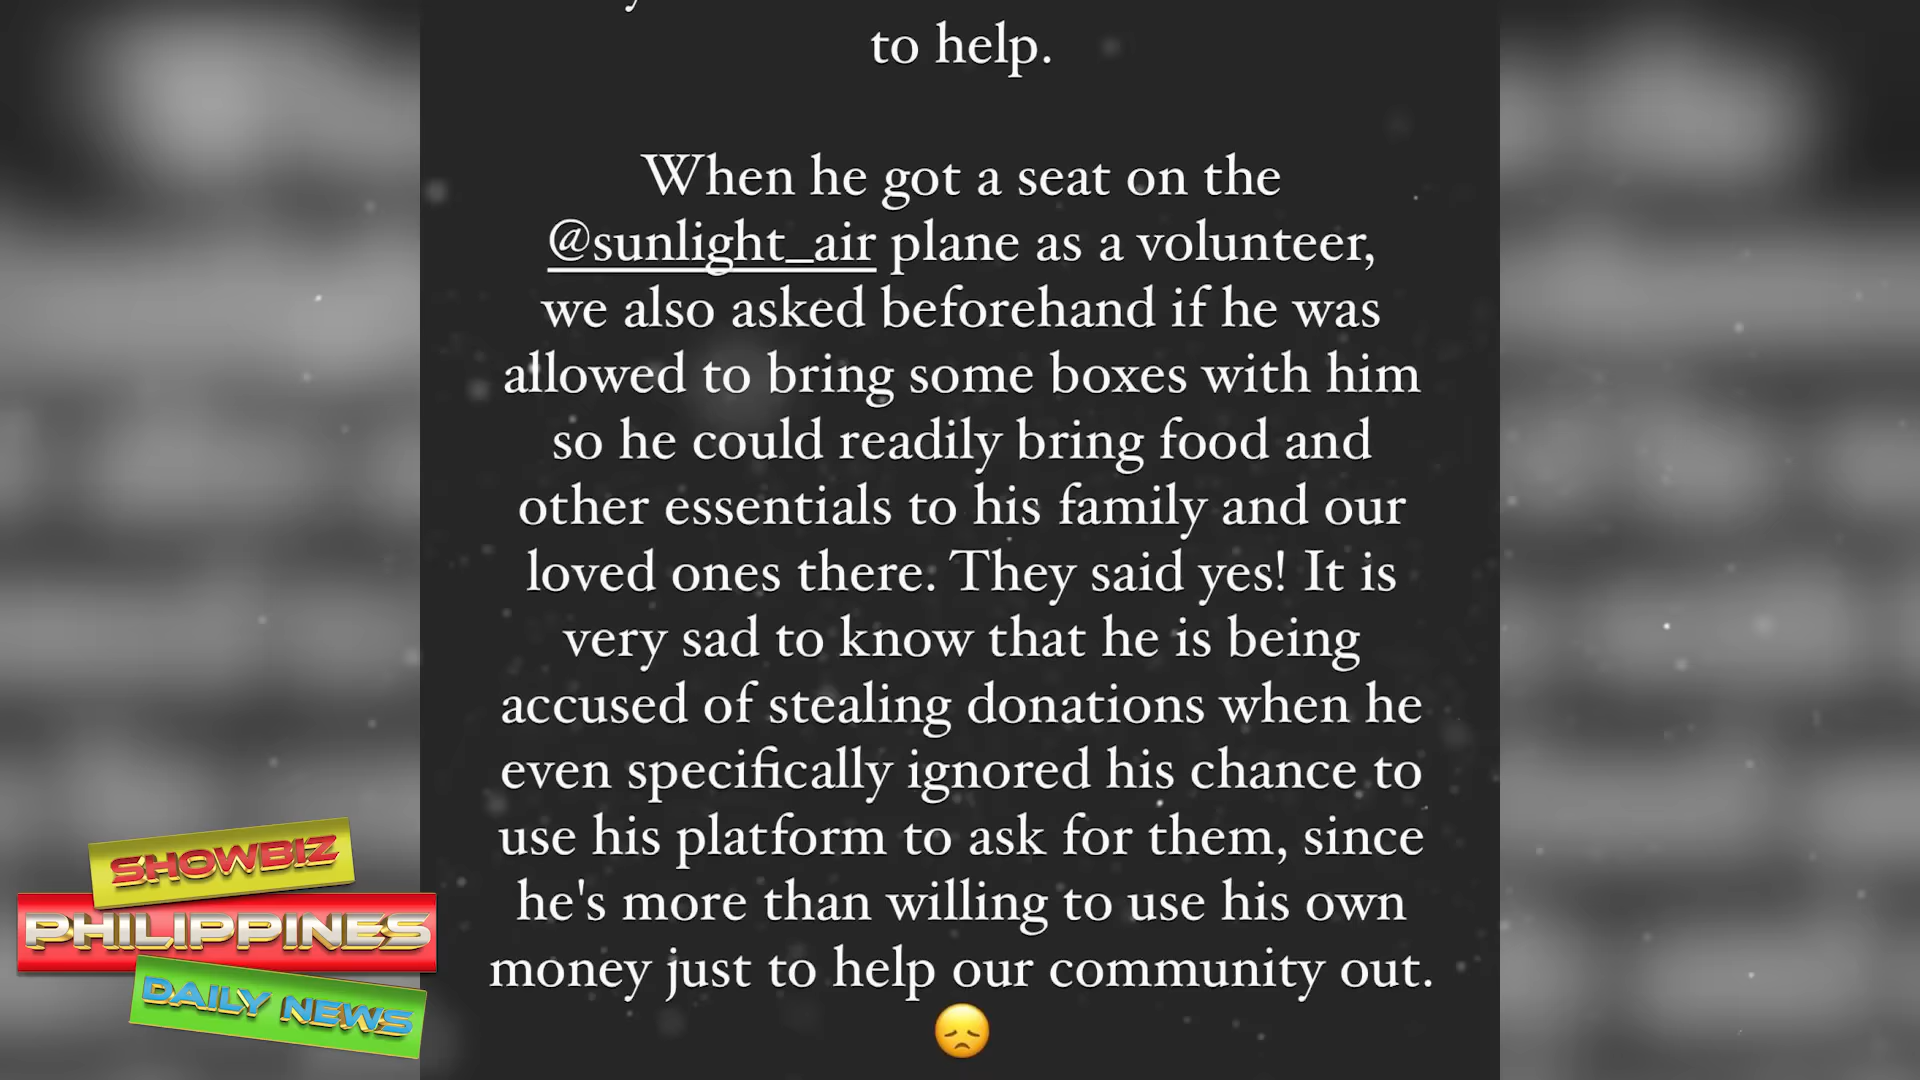 to help.
When he got a seat on the
@sunlight_air plane as a volunteer,
we also asked beforehand if he was
allowed to bring some boxes with him
so he could readily bring food and
other essentials to his family and our
loved ones there. They said yes! It is
very sad to know that he is being
accused of stealing donations when he
even specifically ignored his chance to
use his platform to ask for them, since
he's more than willing to use his own
money just to help our community out.
😞
SHOWBIZ
PHILIPPINES
DAILY NEWS